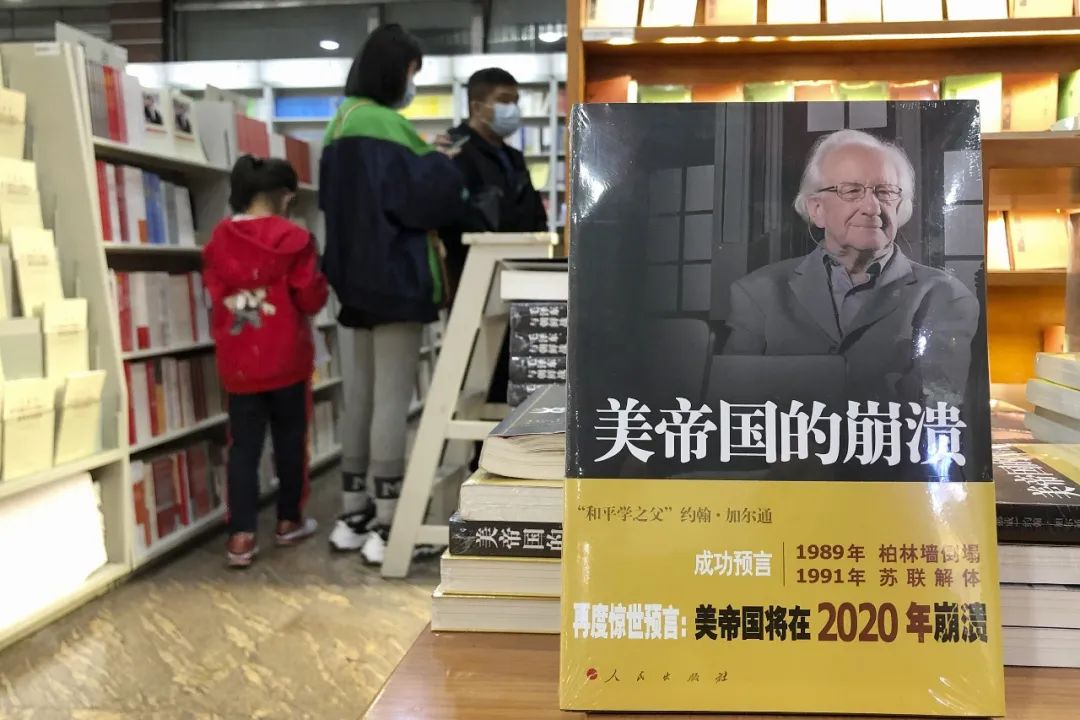 美帝国的崩溃
“和平学之父”约翰·加尔通
成功预言
1989年 柏林墙倒塌
1991年 苏联解体
再度惊世预言：美帝国将在2020年崩溃
人民出版社
美帝国的